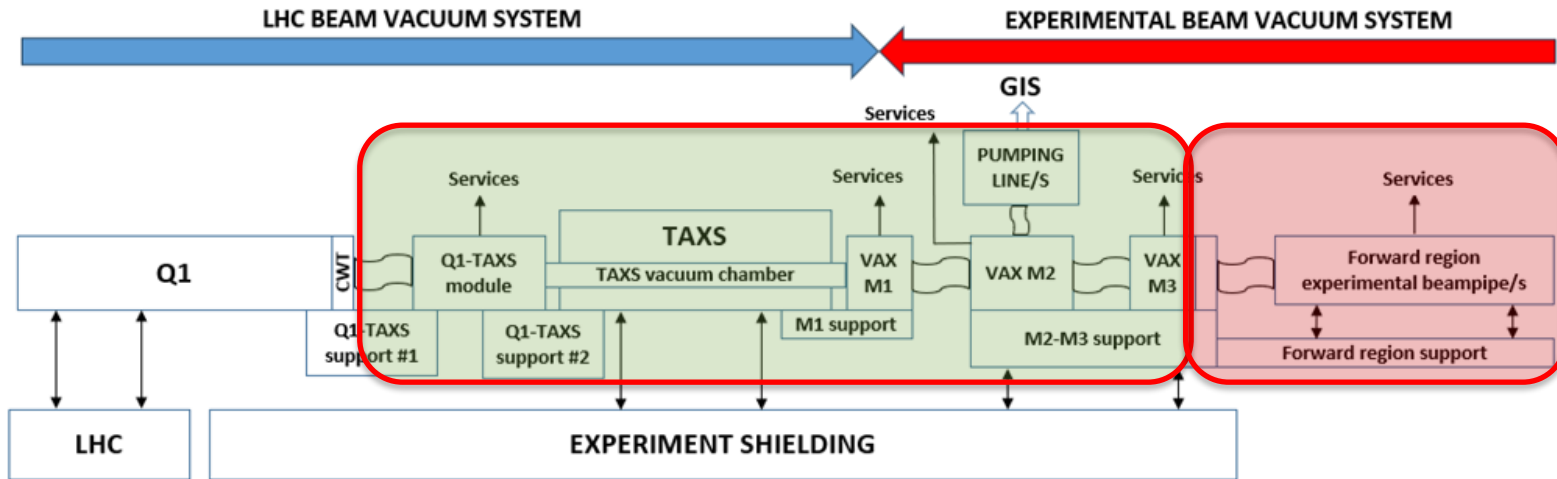 LHC BEAM VACUUM SYSTEM
EXPERIMENTAL BEAM VACUUM SYSTEM
GIS
Services
PUMPING
LINE/S
Services
Services
Services
Services
Q1
CWT
Q1-TAXS
module
TAXS
TAXS vacuum chamber
VAX
M1
VAX M2
VAX
M3
Forward region
experimental beampipe/s
Q1-TAXS
support #1
Q1-TAXS
support #2
M1 support
M2-M3 support
Forward region support
LHC
EXPERIMENT SHIELDING